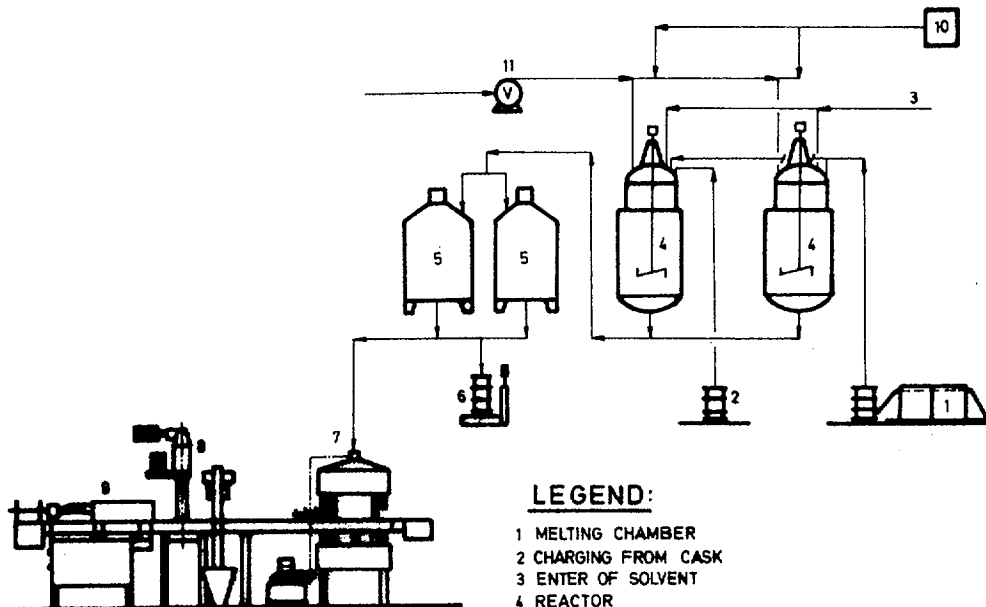 10
11
V
3
4
4
5
5
6
2
1
7
8
9
LEGEND:
1 MELTING CHAMBER
2 CHARGING FROM CASK
3 ENTER OF SOLVENT
4 REACTOR